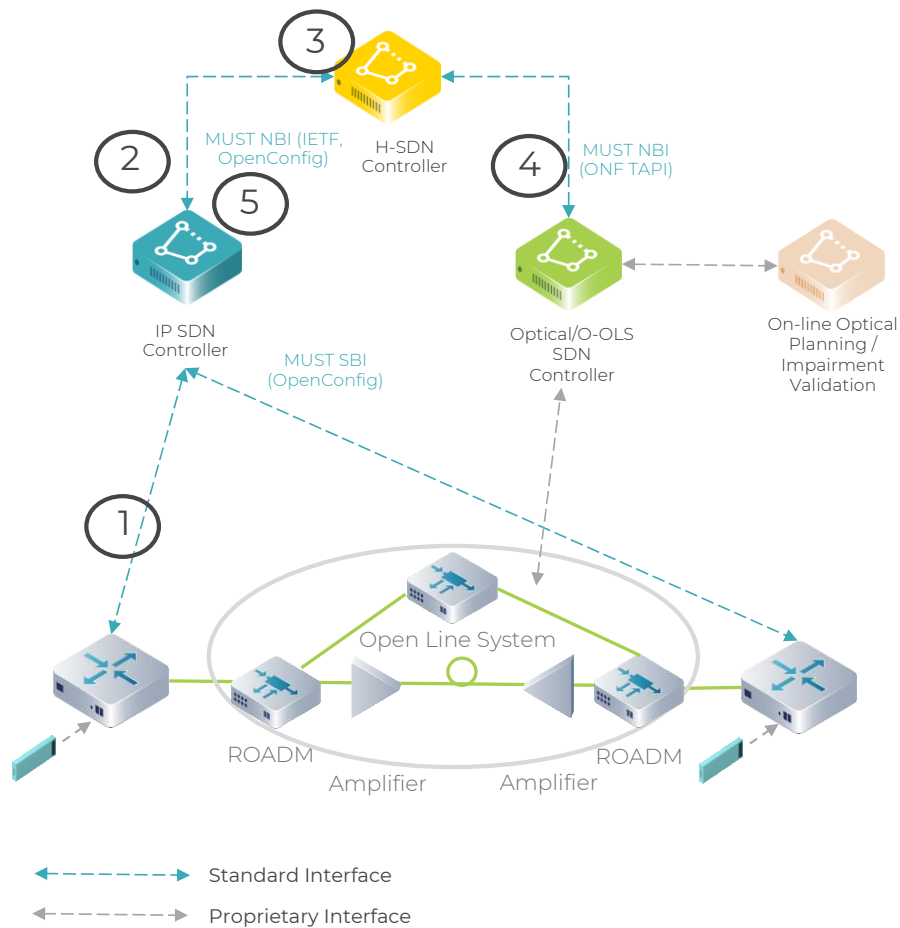 3
MUST NBI (IETF,
OpenConfig)
H-SDN
Controller
2
5
4
MUST NBI
(ONF TAPI)
IP SDN
Controller
Optical/O-OLS
SDN
Controller
On-line Optical
Planning /
Impairment
Validation
MUST SBI
(OpenConfig)
1
Open Line System
ROADM
Amplifier
Amplifier
ROADM
Standard Interface
Proprietary Interface